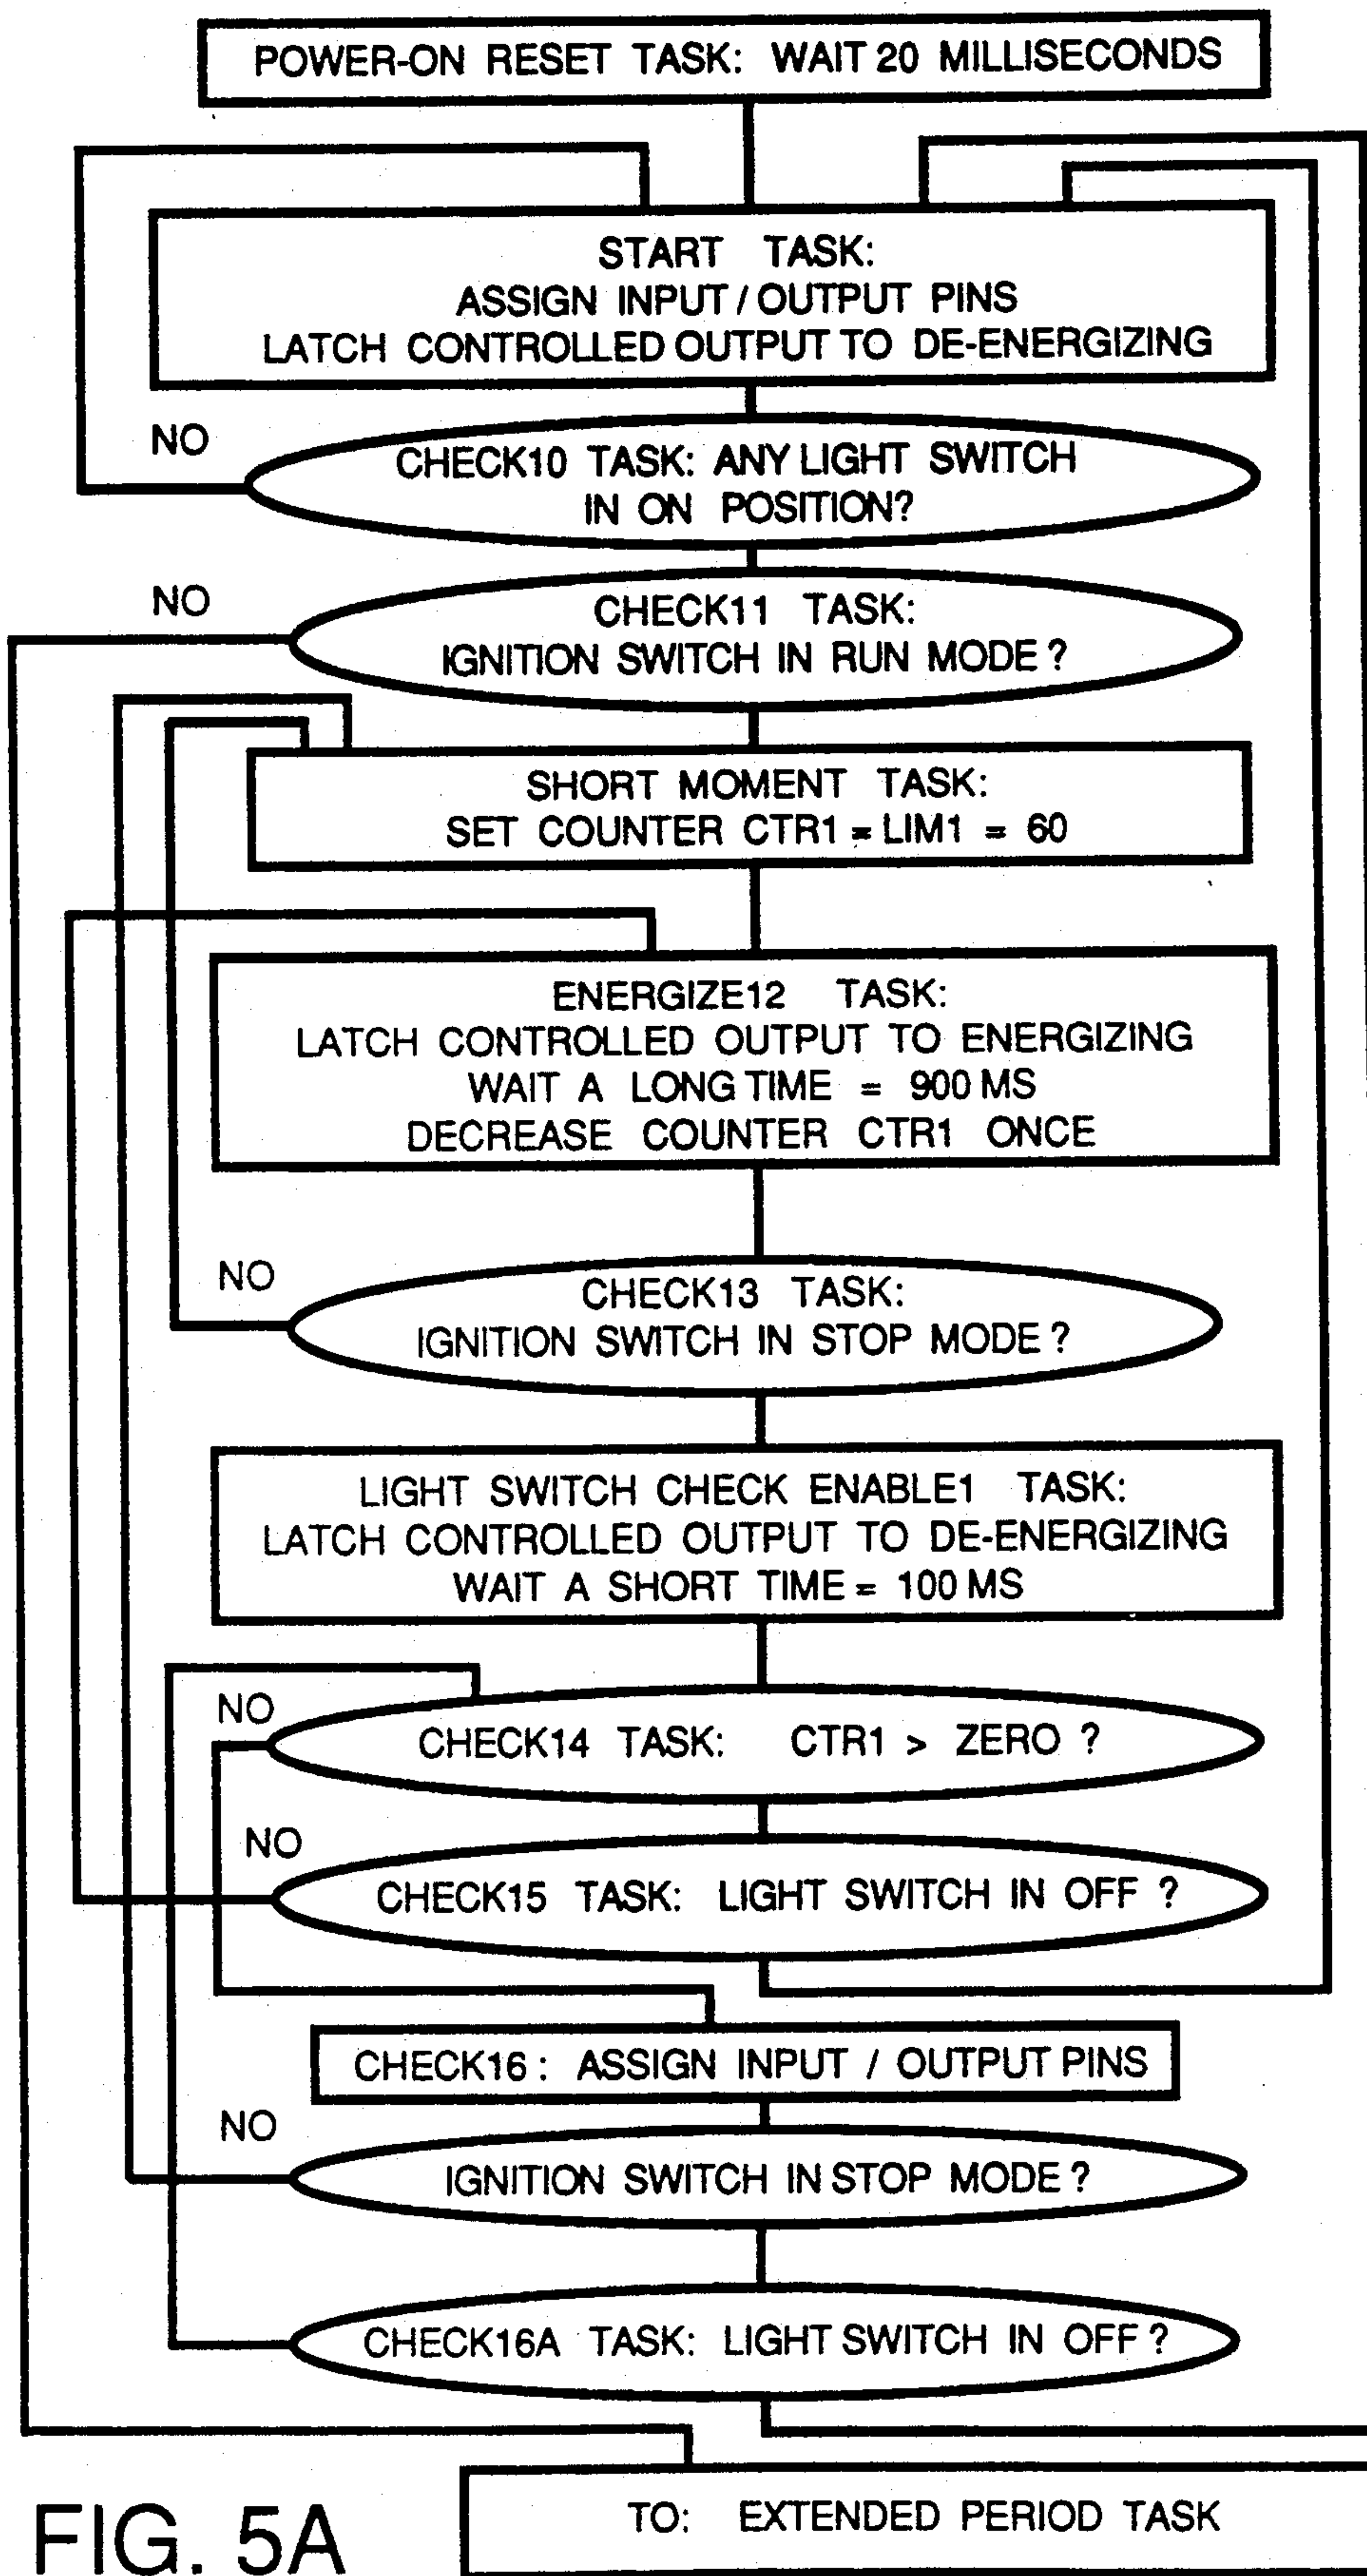 POWER-ON RESET TASK: WAIT 20 MILLISECONDS
START TASK:
ASSIGN INPUT / OUTPUT PINS
LATCH CONTROLLED OUTPUT TO DE-ENERGIZING
NO
CHECK10 TASK: ANY LIGHT SWITCH
IN ON POSITION?
NO
CHECK11 TASK:
IGNITION SWITCH IN RUN MODE ?
SHORT MOMENT TASK:
SET COUNTER CTR1 = LIM1 = 60
ENERGIZE12 TASK:
LATCH CONTROLLED OUTPUT TO ENERGIZING
WAIT A LONG TIME = 900 MS
DECREASE COUNTER CTR1 ONCE
NO
CHECK13 TASK:
IGNITION SWITCH IN STOP MODE ?
LIGHT SWITCH CHECK ENABLE1 TASK:
LATCH CONTROLLED OUTPUT TO DE-ENERGIZING
WAIT A SHORT TIME = 100 MS
NO
CHECK14 TASK: CTR1 > ZERO ?
NO
CHECK15 TASK: LIGHT SWITCH IN OFF ?
CHECK16 : ASSIGN INPUT / OUTPUT PINS
NO
IGNITION SWITCH IN STOP MODE ?
CHECK16A TASK: LIGHT SWITCH IN OFF ?
TO: EXTENDED PERIOD TASK
FIG. 5A